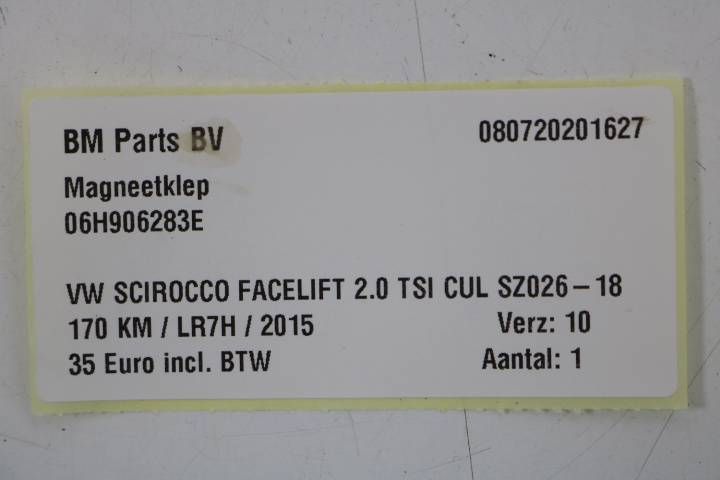 BM Parts BV 080720201627
Magneetklep
06H906283E
VW SCIROCCO FACELIFT 2.0 TSI CUL SZ026-18
170 KM / LR7H / 2015 Verz: 10
35 Euro incl. BTW Aantal: 1